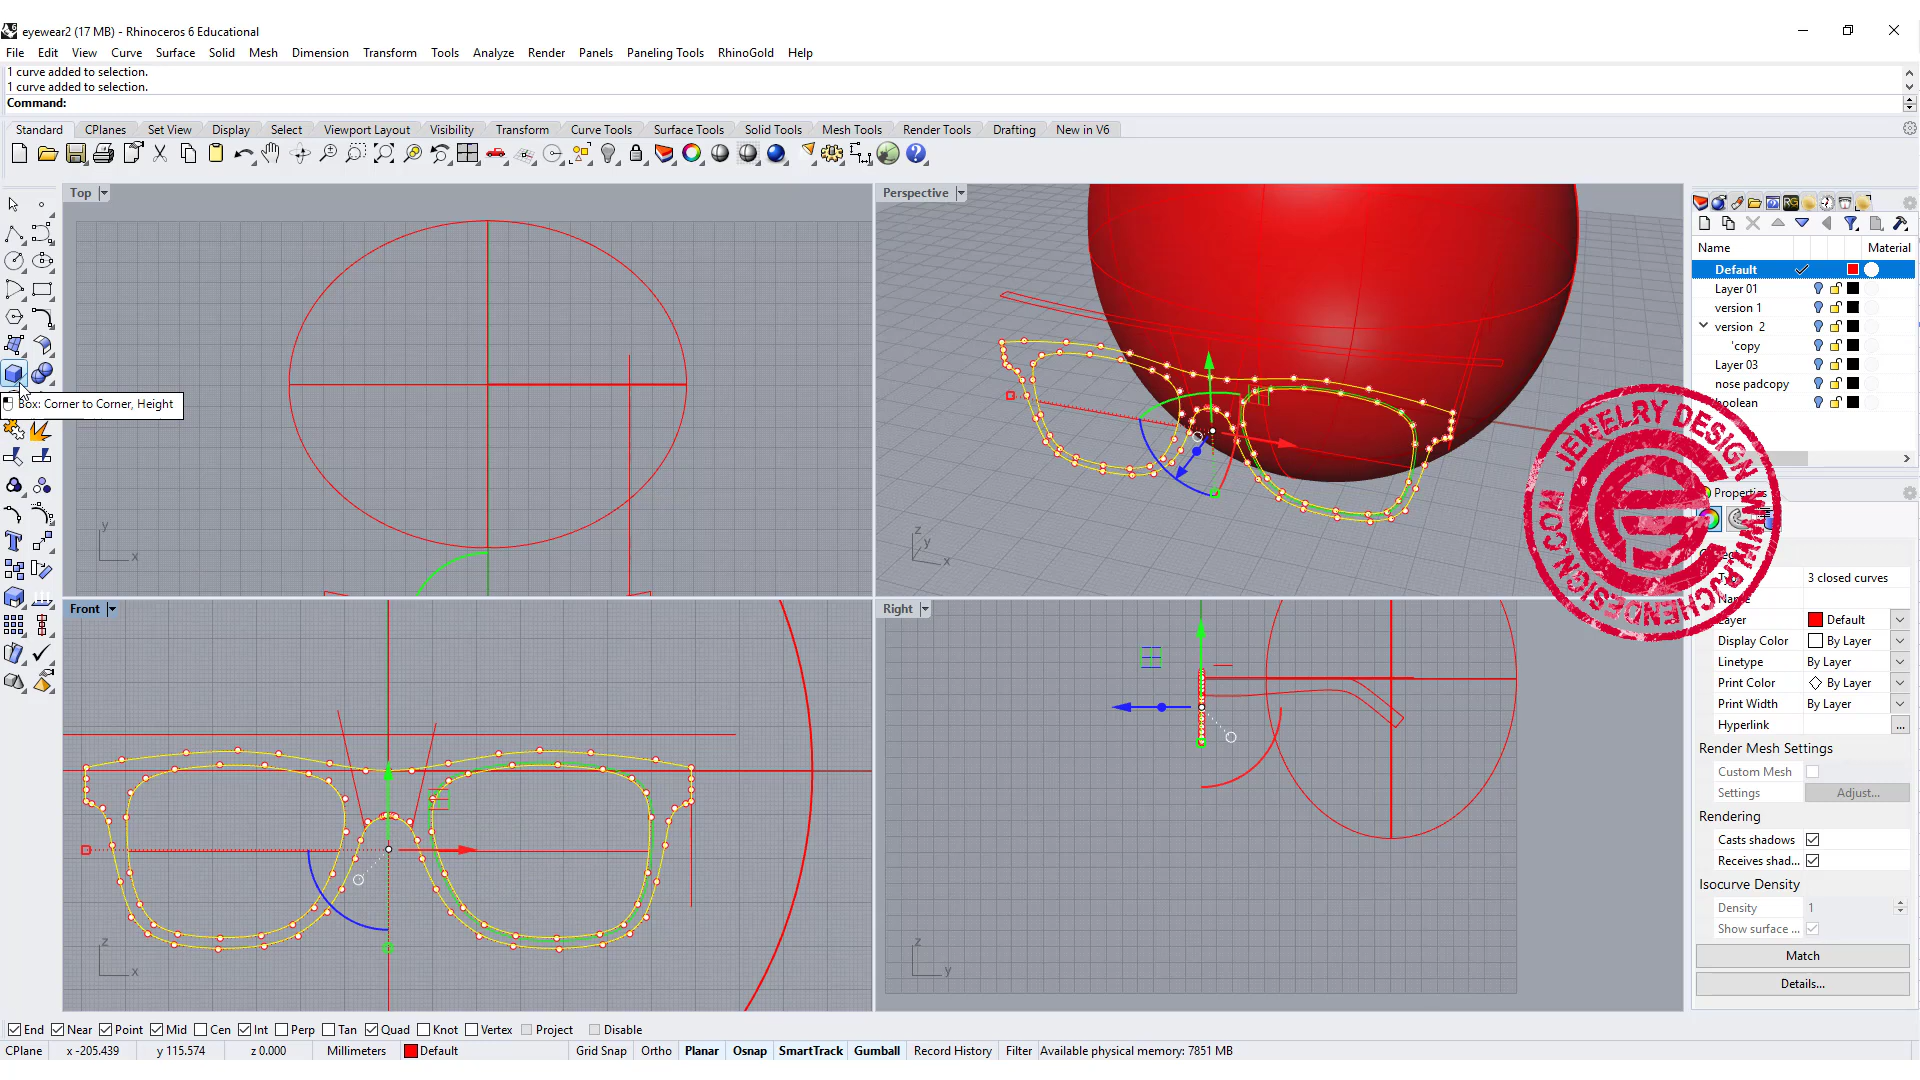 eyewear2 (17 MB) - Rhinoceros 6 Educational
File Edit View Curve Surface Solid Mesh Dimension Transform Tools Analyze Render Panels Paneling Tools RhinoGold Help
1 curve added to selection.
1 curve added to selection.
Command:
Standard CPlanes Set View Display Select Viewport Layout Visibility Transform Curve Tools Surface Tools Solid Tools Mesh Tools Render Tools Drafting New in V6
Top
Perspective
RG
Name Material
Default
Layer 01
version 1
version 2
'copy
Layer 03
nose padcopy
boolean
Box: Corner to Corner, Height
JEWELRY DESIGN
Properties
3 closed curves
Layer Default
Display Color By Layer
Linetype By Layer
Print Color By Layer
Print Width By Layer
Hyperlink ...
Render Mesh Settings
Custom Mesh
Settings Adjust...
Rendering
Casts shadows
Receives shad...
Isocurve Density
Density 1
Show surface ...
Match
Details...
y
x
z
y
x
Front
Right
z
x
z
y
End Near Point Mid Cen Int Perp Tan Quad Knot Vertex Project Disable
CPlane x -205.439 y 115.574 z 0.000 Millimeters Default Grid Snap Ortho Planar Osnap SmartTrack Gumball Record History Filter Available physical memory: 7851 MB